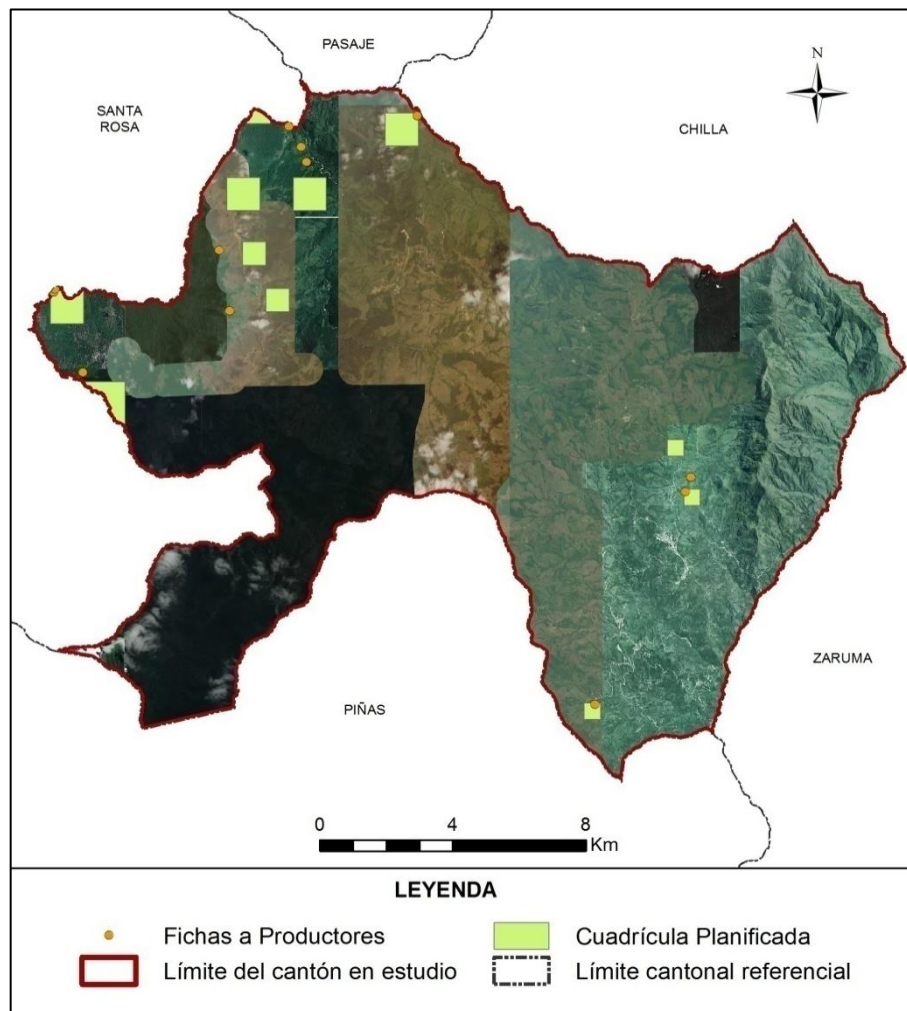 PASAJE
N
SANTA
ROSA
CHILLA
ZARUMA
PIÑAS
0 4 8
Km
LEYENDA
Fichas a Productores
Cuadrícula Planificada
Límite del cantón en estudio
Límite cantonal referencial